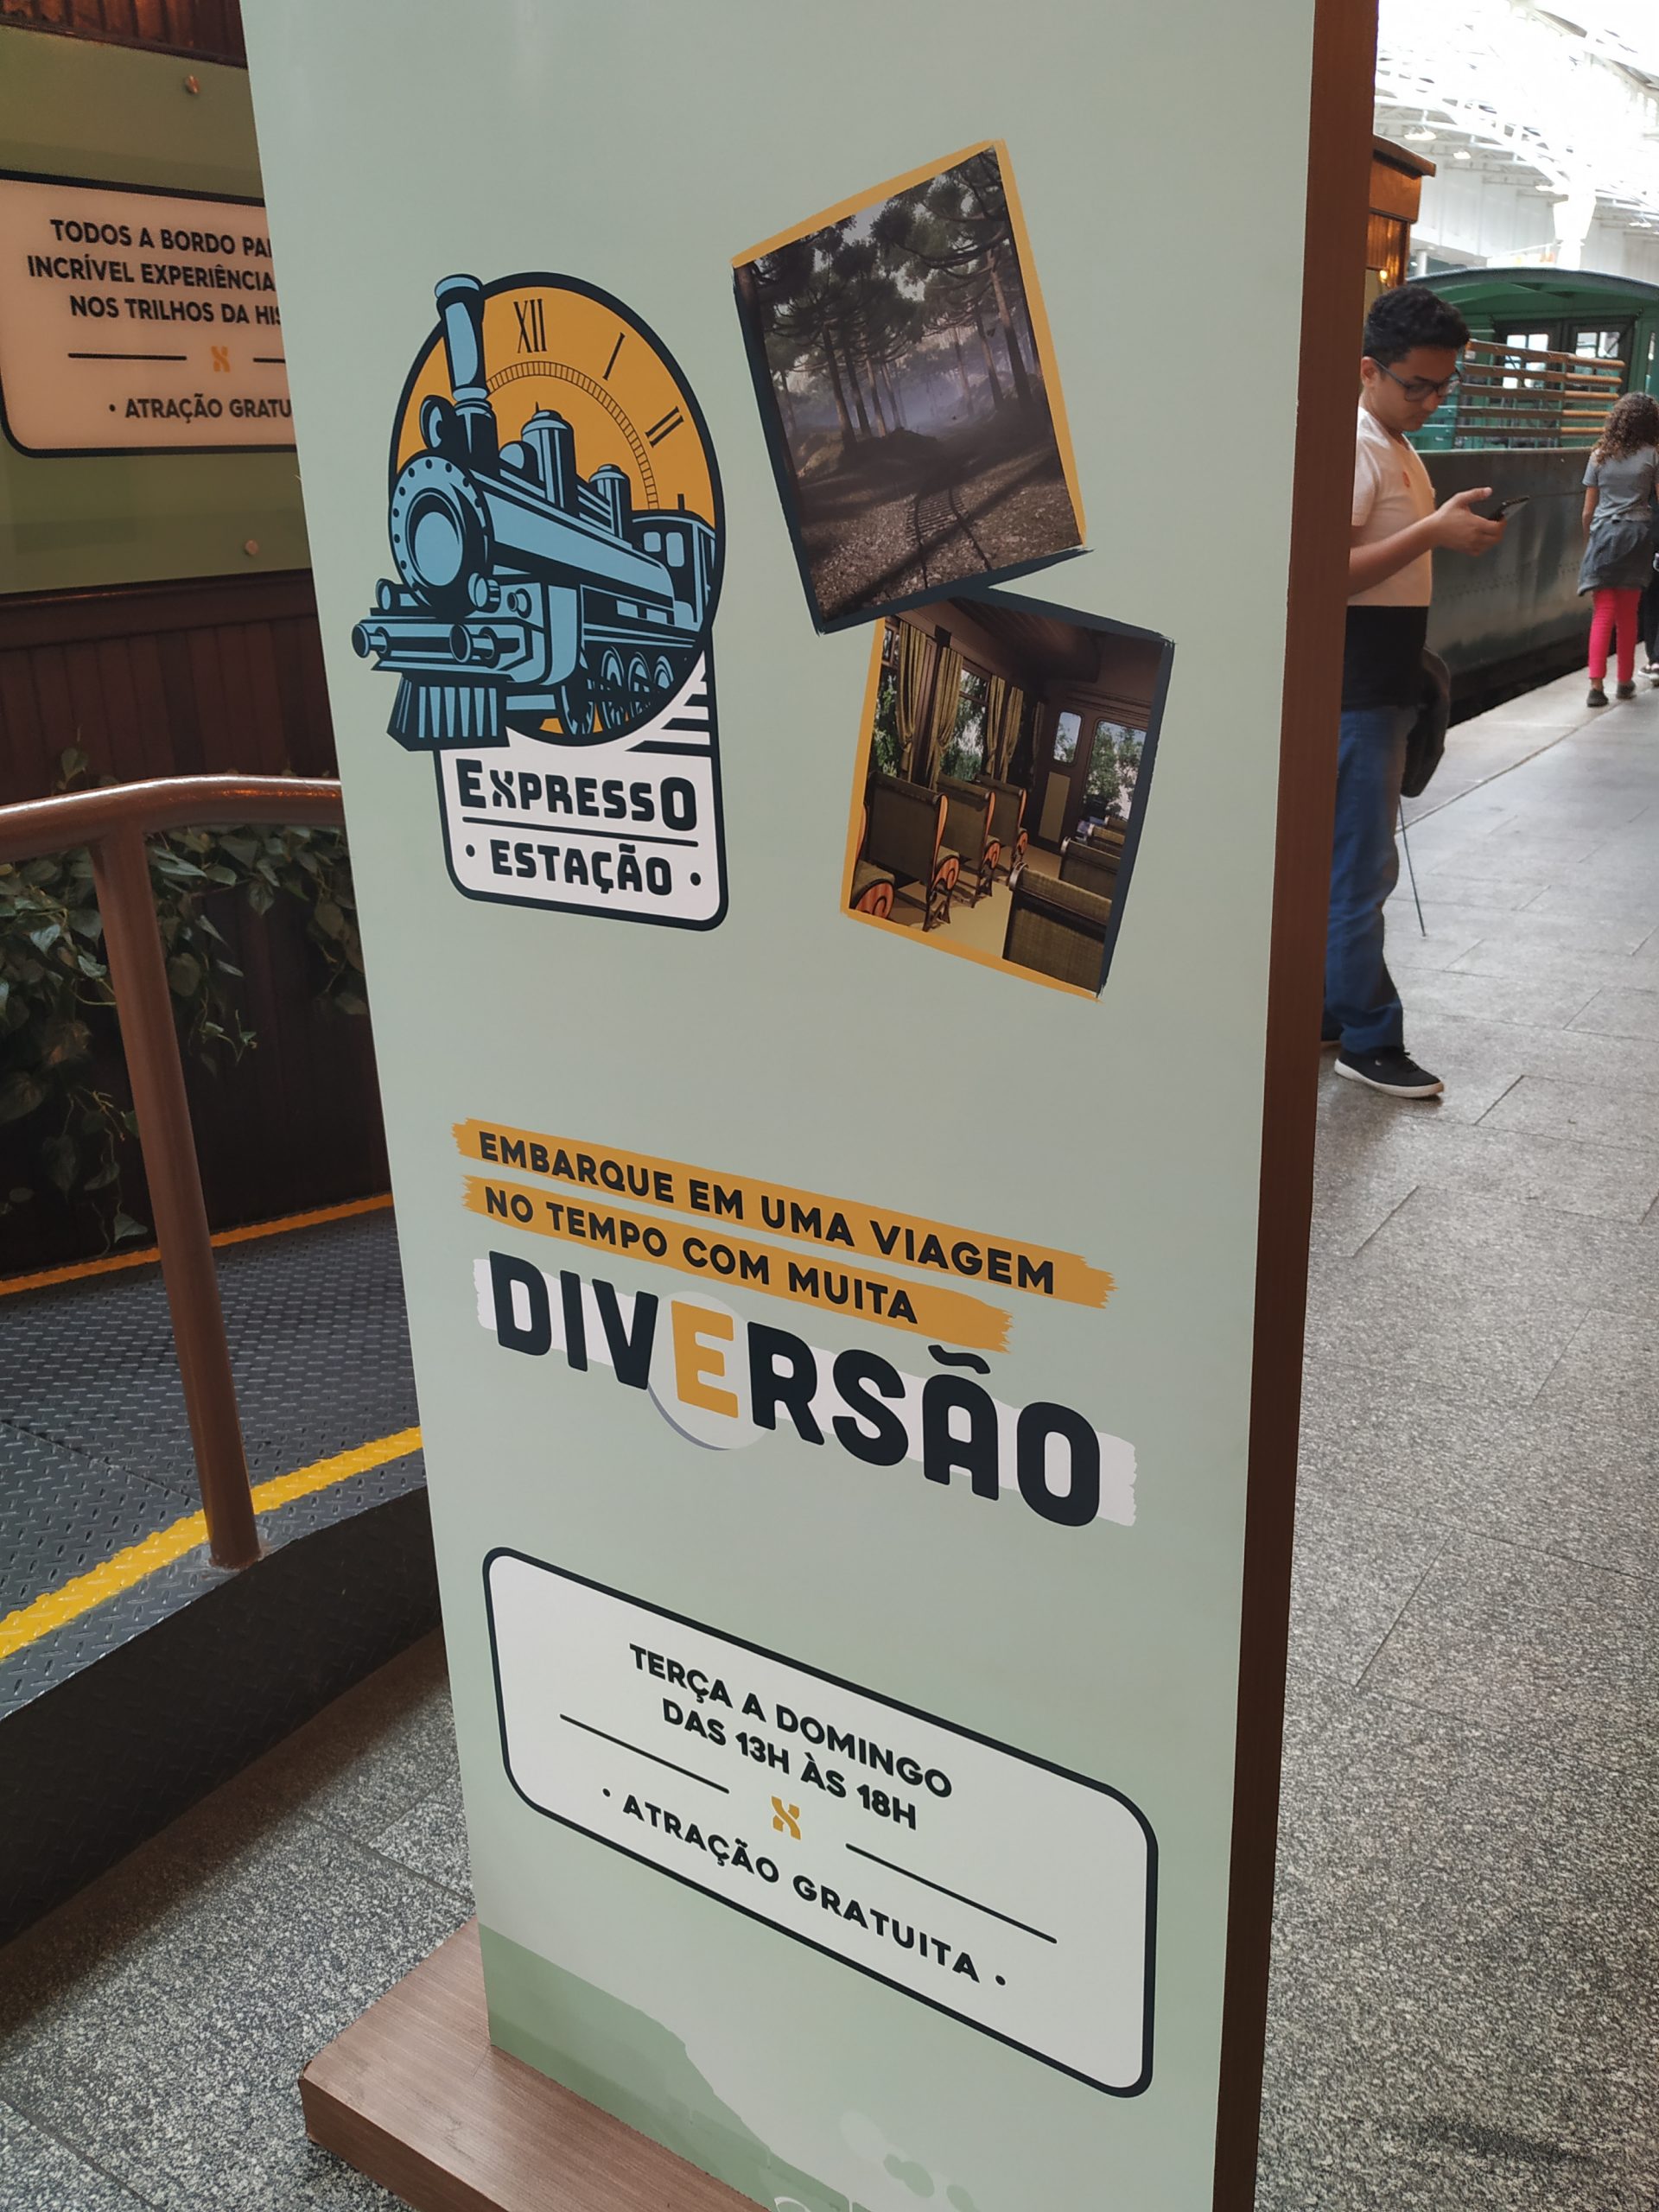 TODOS A BORDO
INCRÍVEL EXPERIÊNCIA
NOS TRILHOS DA
• ATRAÇÃO
XII
I
II
EXPRESSO
• ESTAÇÃO •
EMBARQUE EM UMA VIAGEM
NO TEMPO COM MUITA
DIVERSÃO
TERÇA A DOMINGO
DAS 13H ÀS 18H
X
• ATRAÇÃO GRATUITA •